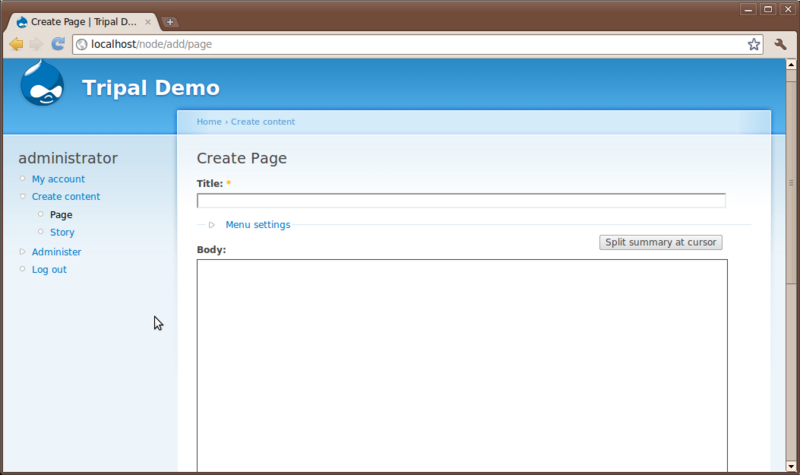 Create Page | Tripal D...
localhost/node/add/page
Tripal Demo
Home › Create content
administrator
My account
Create content
Page
Story
Administer
Log out
Create Page
Title: *
Menu settings
Split summary at cursor
Body: